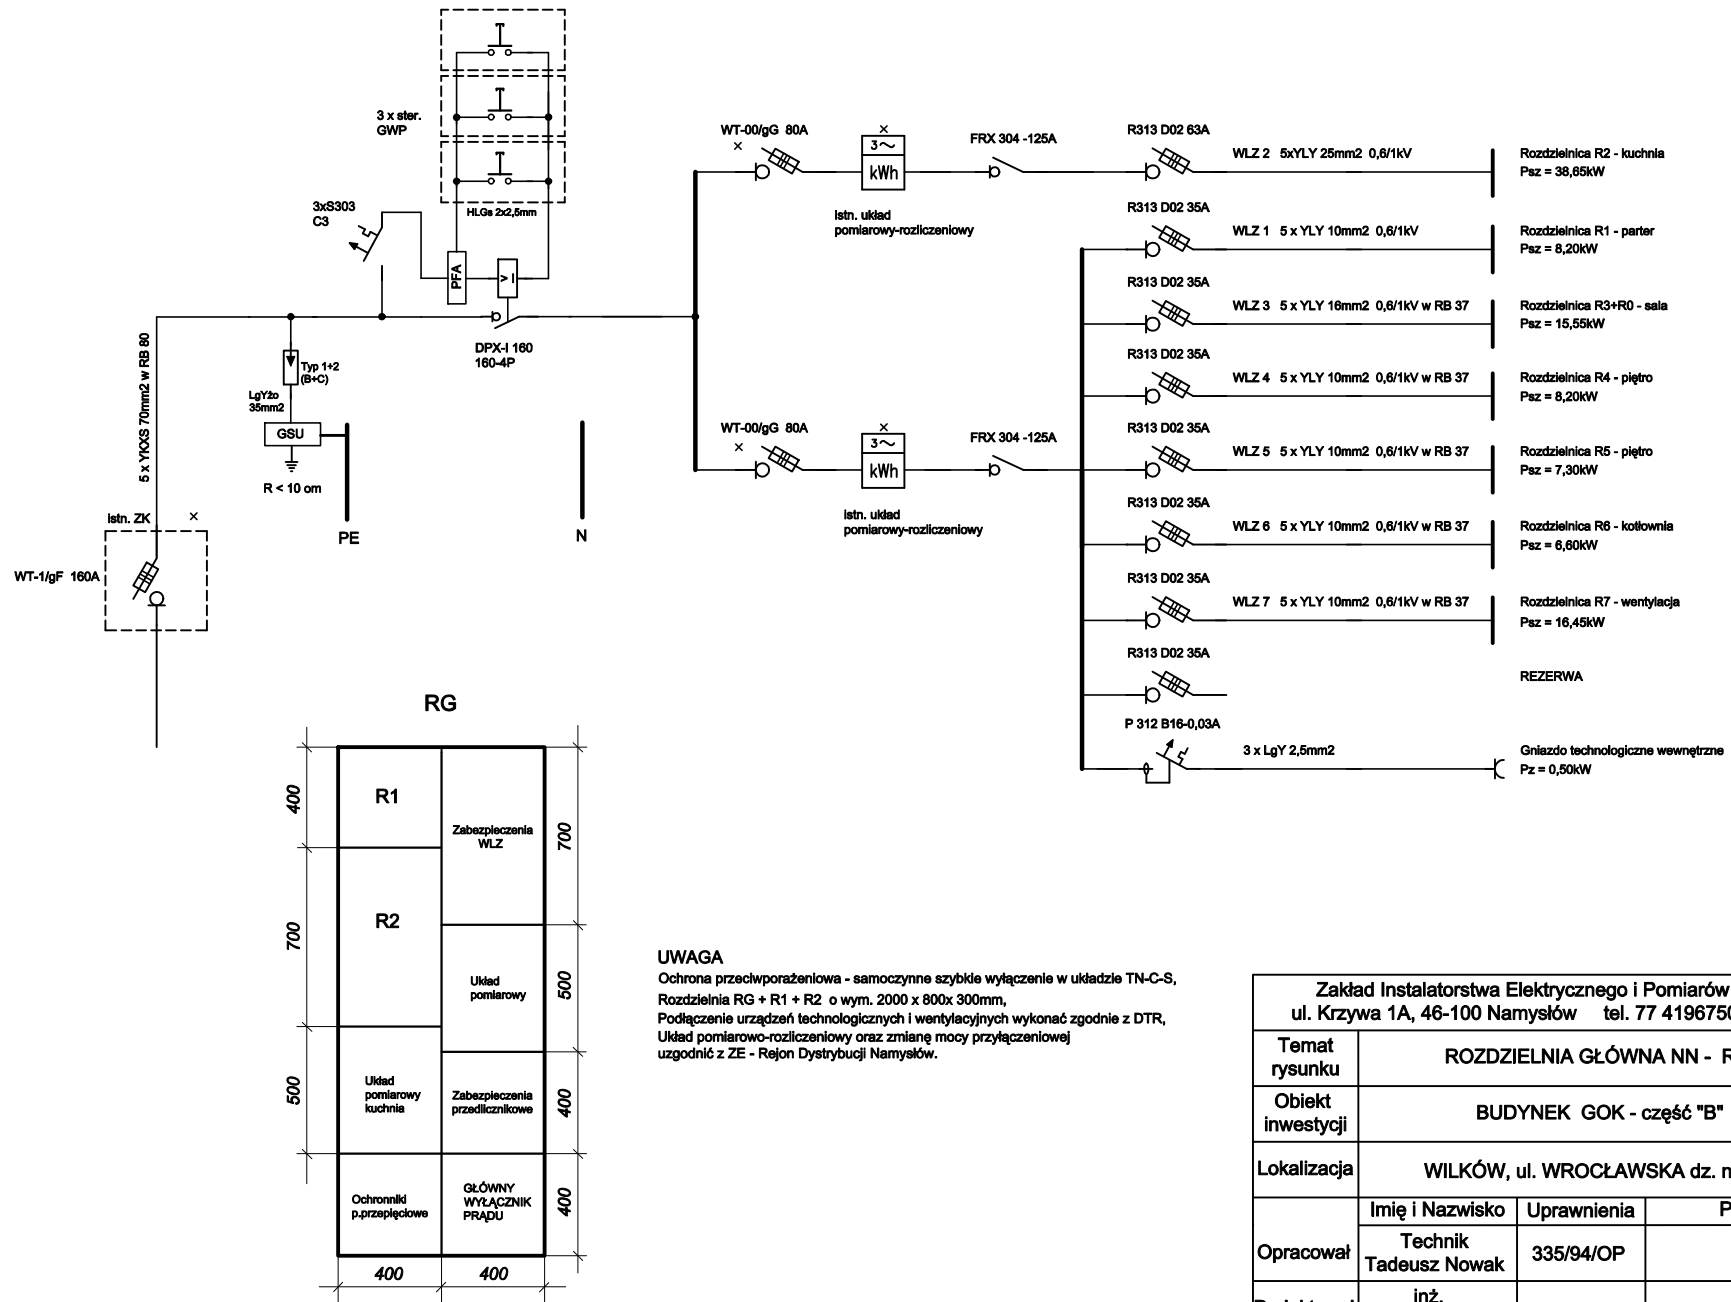 3 x ster.
GWP
HLGs 2x2,5mm
3xS303
C3
PFA
V
DPX-I 160
160-4P
5 x YKXS 70mm2 w RB 80
Typ 1+2
(B+C)
LgYżo
35mm2
GSU
R < 10 om
PE
N
istn. ZK
×
WT-1/gF 160A
WT-00/gG 80A
×
×
3~
kWh
istn. układ
pomiarowy-rozliczeniowy
FRX 304 -125A
R313 D02 63A
WLZ 2 5xYLY 25mm2 0,6/1kV
Rozdzielnica R2 - kuchnia
Psz = 38,65kW
R313 D02 35A
WLZ 1 5 x YLY 10mm2 0,6/1kV
Rozdzielnica R1 - parter
Psz = 8,20kW
R313 D02 35A
WLZ 3 5 x YLY 16mm2 0,6/1kV w RB 37
Rozdzielnica R3+R0 - sala
Psz = 15,55kW
R313 D02 35A
WLZ 4 5 x YLY 10mm2 0,6/1kV w RB 37
Rozdzielnica R4 - piętro
Psz = 8,20kW
WT-00/gG 80A
×
×
3~
kWh
istn. układ
pomiarowy-rozliczeniowy
FRX 304 -125A
R313 D02 35A
WLZ 5 5 x YLY 10mm2 0,6/1kV w RB 37
Rozdzielnica R5 - piętro
Psz = 7,30kW
R313 D02 35A
WLZ 6 5 x YLY 10mm2 0,6/1kV w RB 37
Rozdzielnica R6 - kotłownia
Psz = 6,60kW
R313 D02 35A
WLZ 7 5 x YLY 10mm2 0,6/1kV w RB 37
Rozdzielnica R7 - wentylacja
Psz = 16,45kW
R313 D02 35A
REZERWA
P 312 B16-0,03A
3 x LgY 2,5mm2
Gniazdo technologiczne wewnętrzne
Pz = 0,50kW
RG
400
700
500
R1
R2
Układ
pomiarowy
kuchnia
Ochronniki
p.przepięciowe
Zabezpieczenia
WLZ
Układ
pomiarowy
Zabezpieczenia
przedlicznikowe
GŁÓWNY
WYŁĄCZNIK
PRĄDU
700
500
400
400
400
400
UWAGA
Ochrona przeciwporażeniowa - samoczynne szybkie wyłączenie w układzie TN-C-S,
Rozdzielnia RG + R1 + R2 o wym. 2000 x 800x 300mm,
Podłączenie urządzeń technologicznych i wentylacyjnych wykonać zgodnie z DTR,
Układ pomiarowo-rozliczeniowy oraz zmianę mocy przyłączeniowej
uzgodnić z ZE - Rejon Dystrybucji Namysłów.
Zakład Instalatorstwa Elektrycznego i Pomiarów
ul. Krzywa 1A, 46-100 Namysłów tel. 77 4196750
Temat
rysunku
ROZDZIELNIA GŁÓWNA NN - R
Obiekt
inwestycji
BUDYNEK GOK - część "B"
Lokalizacja
WILKÓW, ul. WROCŁAWSKA dz. n
Imię i Nazwisko
Uprawnienia
P
Opracował
Technik
Tadeusz Nowak
335/94/OP
inż.